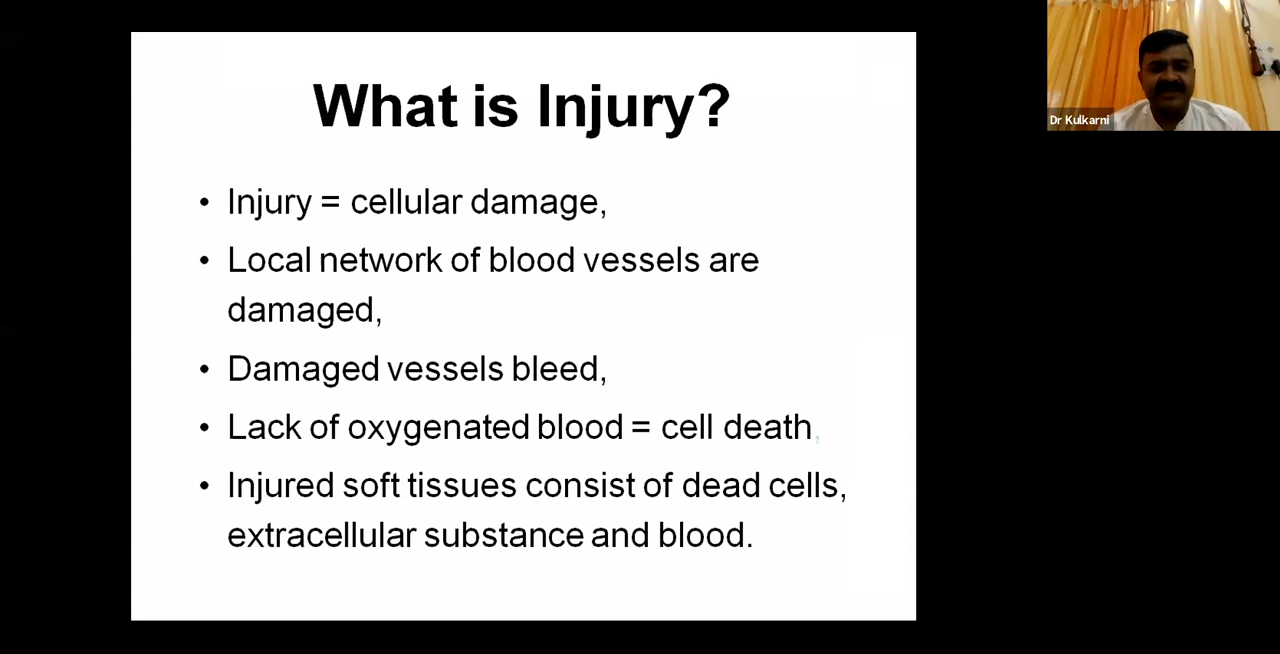 What is Injury?
• Injury = cellular damage,
• Local network of blood vessels are
damaged,
• Damaged vessels bleed,
• Lack of oxygenated blood = cell death,
• Injured soft tissues consist of dead cells,
extracellular substance and blood.
Dr Kulkarni